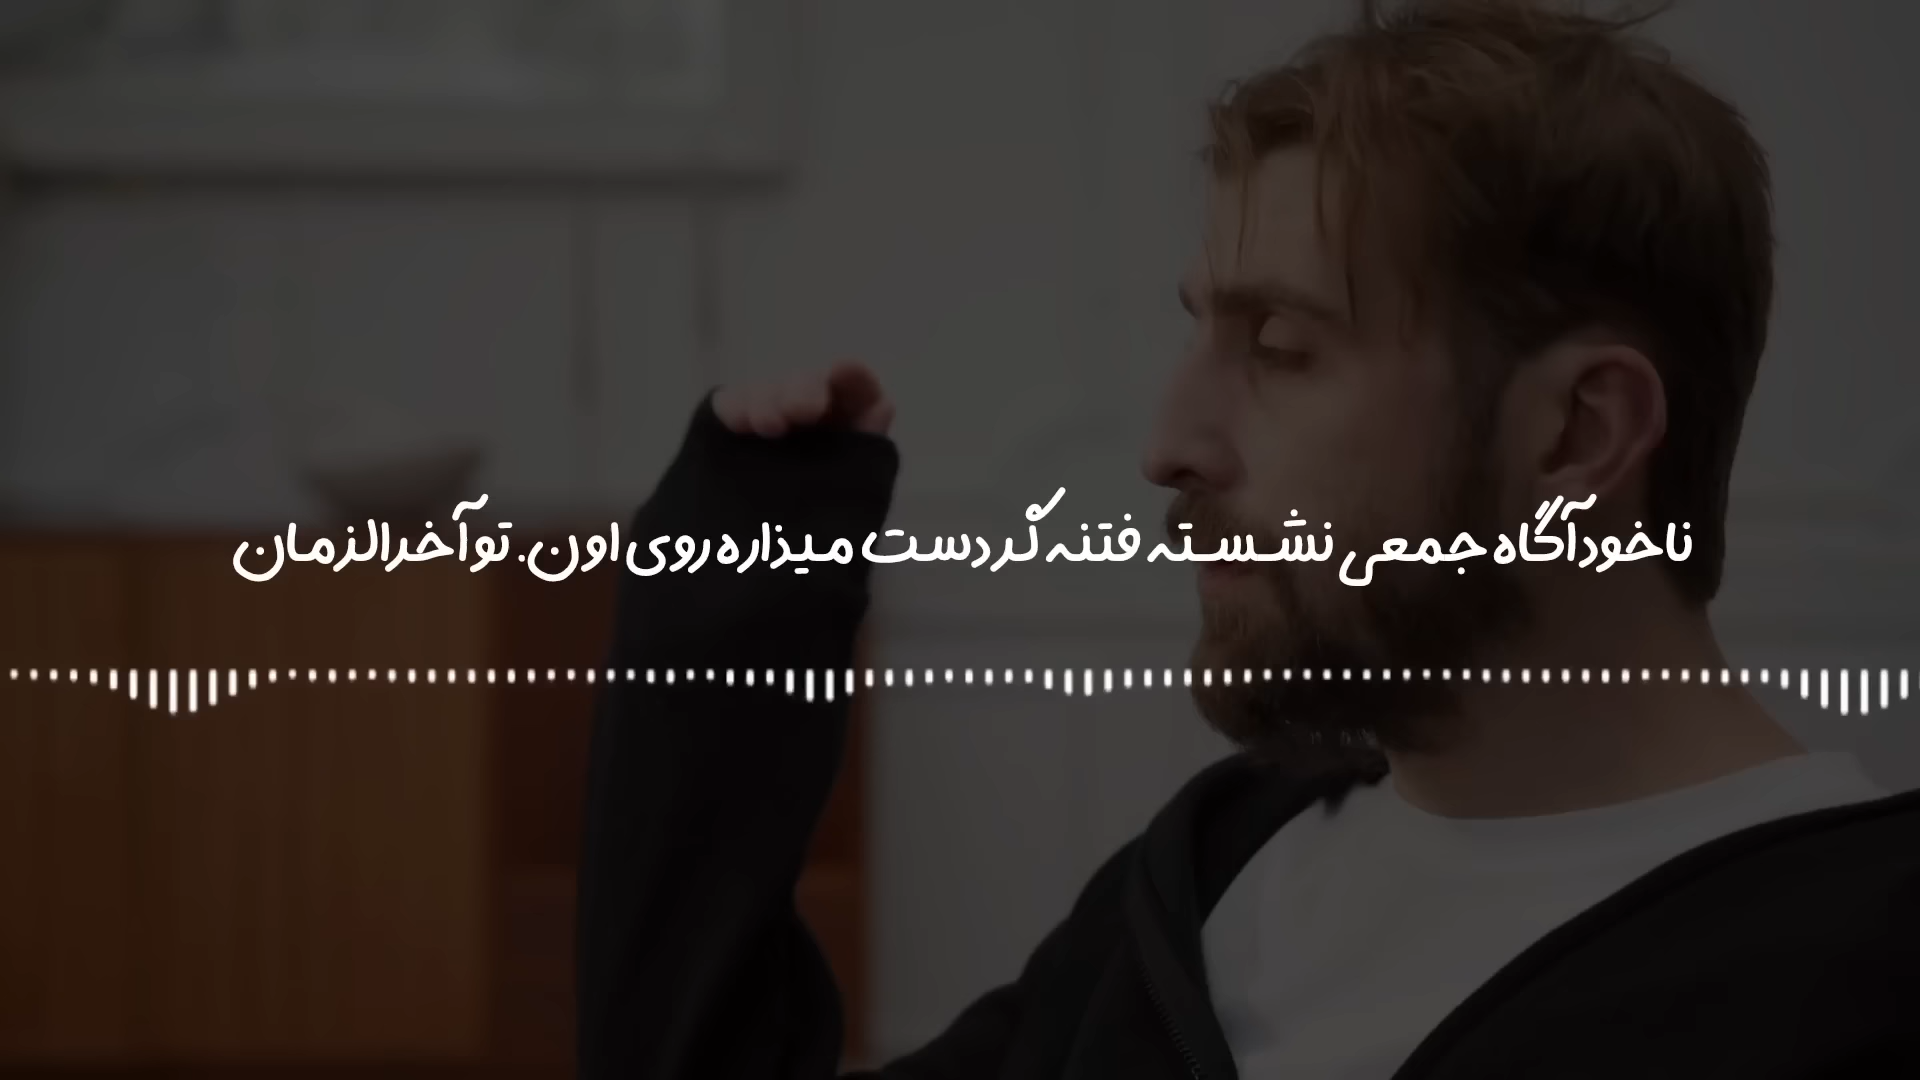 ناخودآگاه جمعی نشسته فتنه گر دست میزاره روی اون. تو آخرالزمان